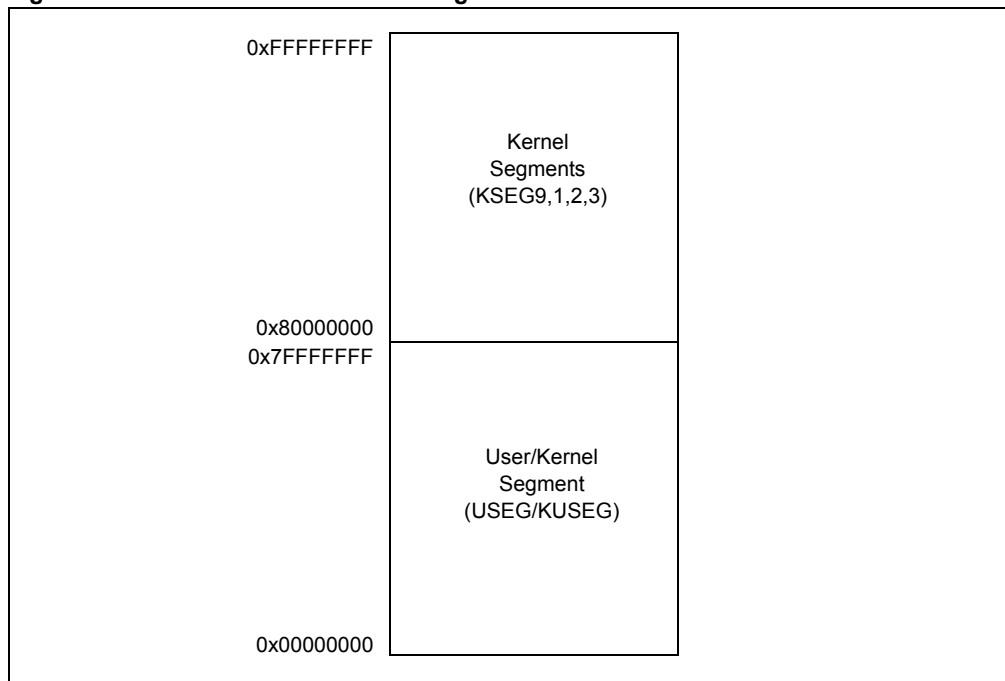 0xFFFFFFFF
Kernel
Segments
(KSEG9,1,2,3)
0x80000000
0x7FFFFFFF
User/Kernel
Segment
(USEG/KUSEG)
0x00000000